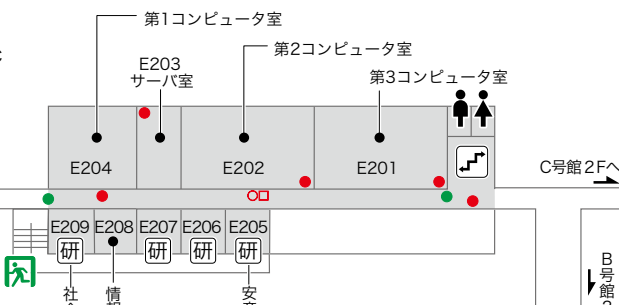 第1コンピュータ室
第2コンピュータ室
E203
サーバ室
第3コンピュータ室
E204
E202
E201
C号館2Fへ
E209
E208
E207
E206
E205
研
研
研
研
B号館
社
情
安